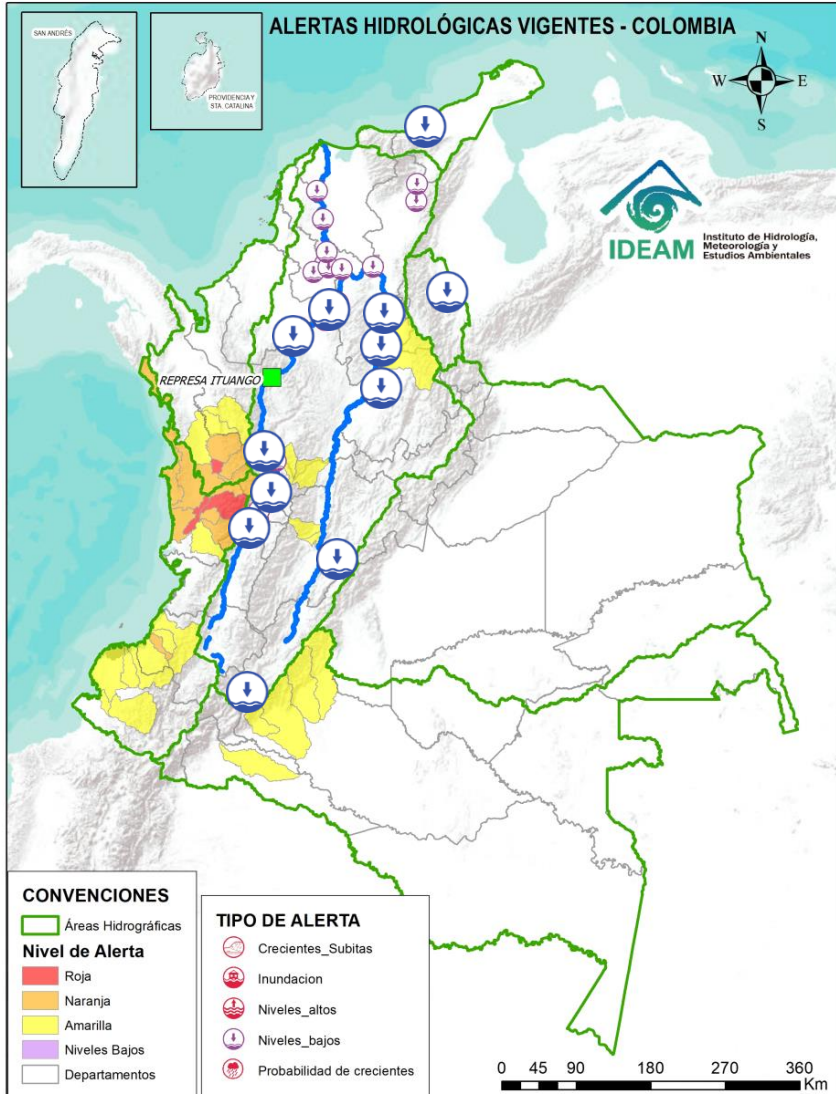 ALERTAS HIDROLÓGICAS VIGENTES - COLOMBIA
SAN ANDRÉS
PROVIDENCIA Y
STA. CATALINA
N
W
E
S
IDEAM
Instituto de Hidrología,
Meteorología y
Estudios Ambientales
REPRESA ITUANGO
CONVENCIONES
Áreas Hidrográficas
Nivel de Alerta
Roja
Naranja
Amarilla
Niveles Bajos
Departamentos
TIPO DE ALERTA
Crecientes_Subitas
Inundacion
Niveles_altos
Niveles_bajos
Probabilidad de crecientes
0 45 90 180 270 360
Km